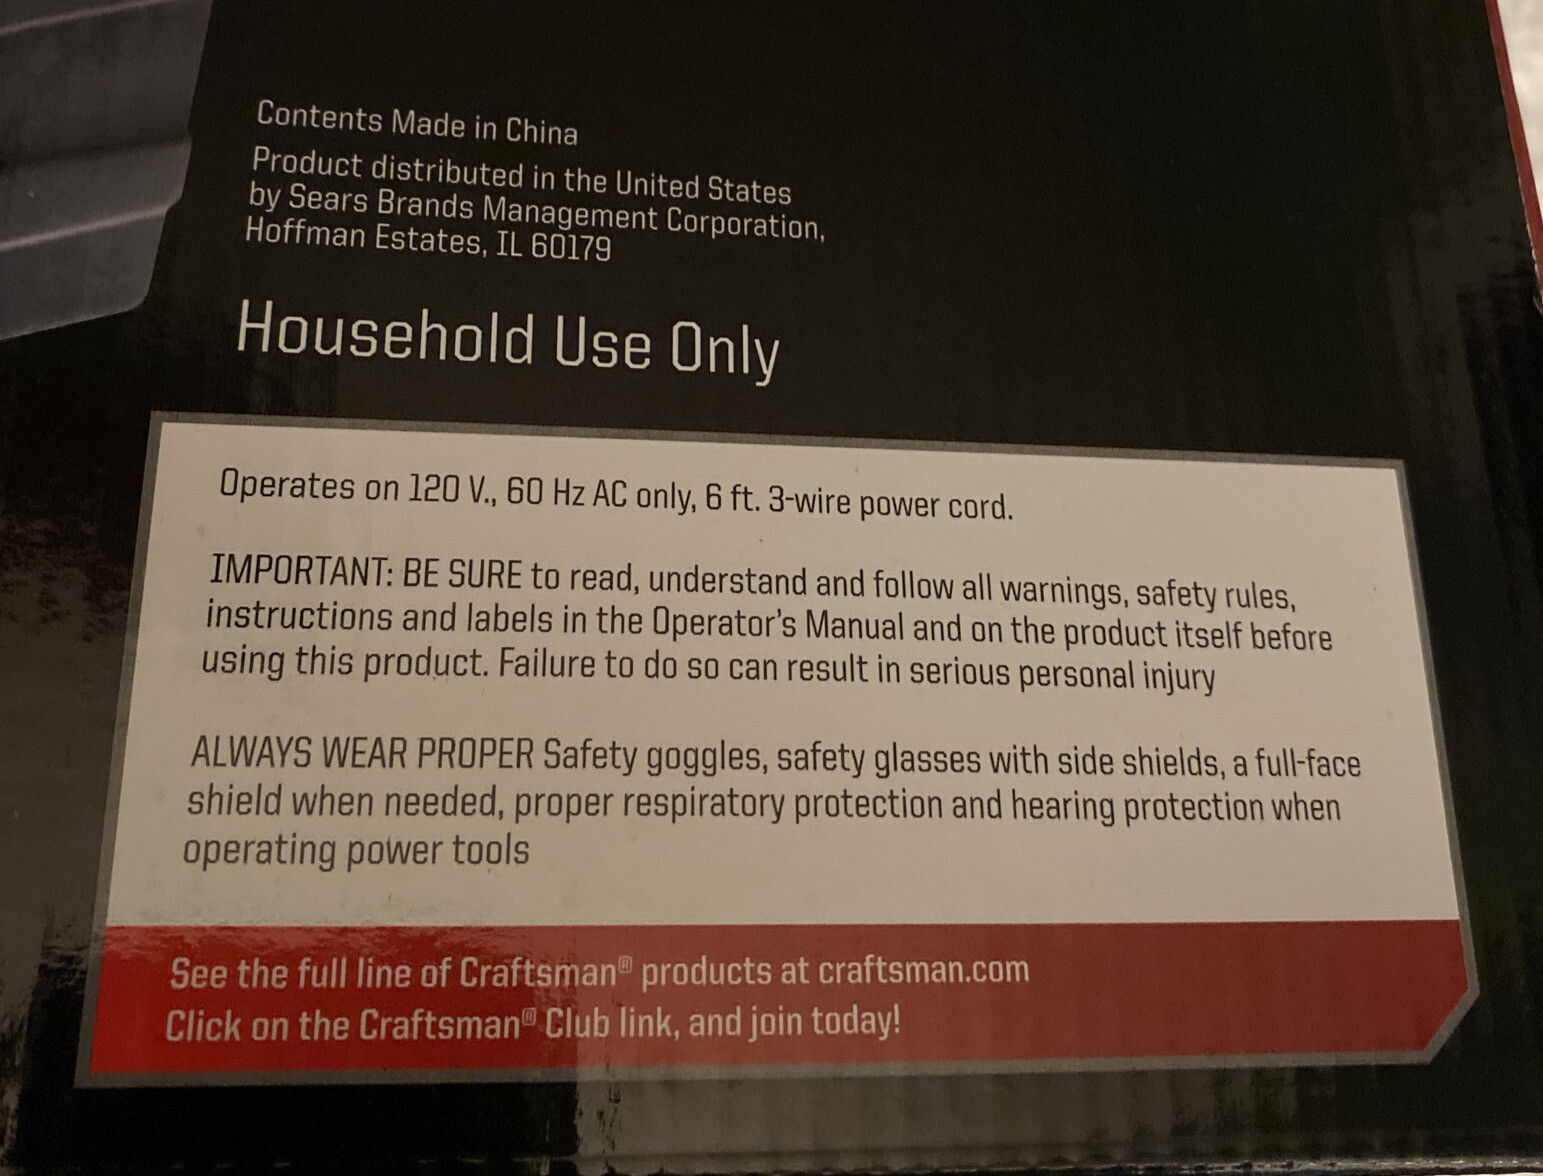 Contents Made in China
Product distributed in the United States
by Sears Brands Management Corporation,
Hoffman Estates, IL 60179
Household Use Only
Operates on 120 V., 60 Hz AC only, 6 ft. 3-wire power cord.
IMPORTANT: BE SURE to read, understand and follow all warnings, safety rules,
instructions and labels in the Operator's Manual and on the product itself before
using this product. Failure to do so can result in serious personal injury
ALWAYS WEAR PROPER Safety goggles, safety glasses with side shields, a full-face
shield when needed, proper respiratory protection and hearing protection when
operating power tools
See the full line of Craftsman® products at craftsman.com
Click on the Craftsman® Club link, and join today!